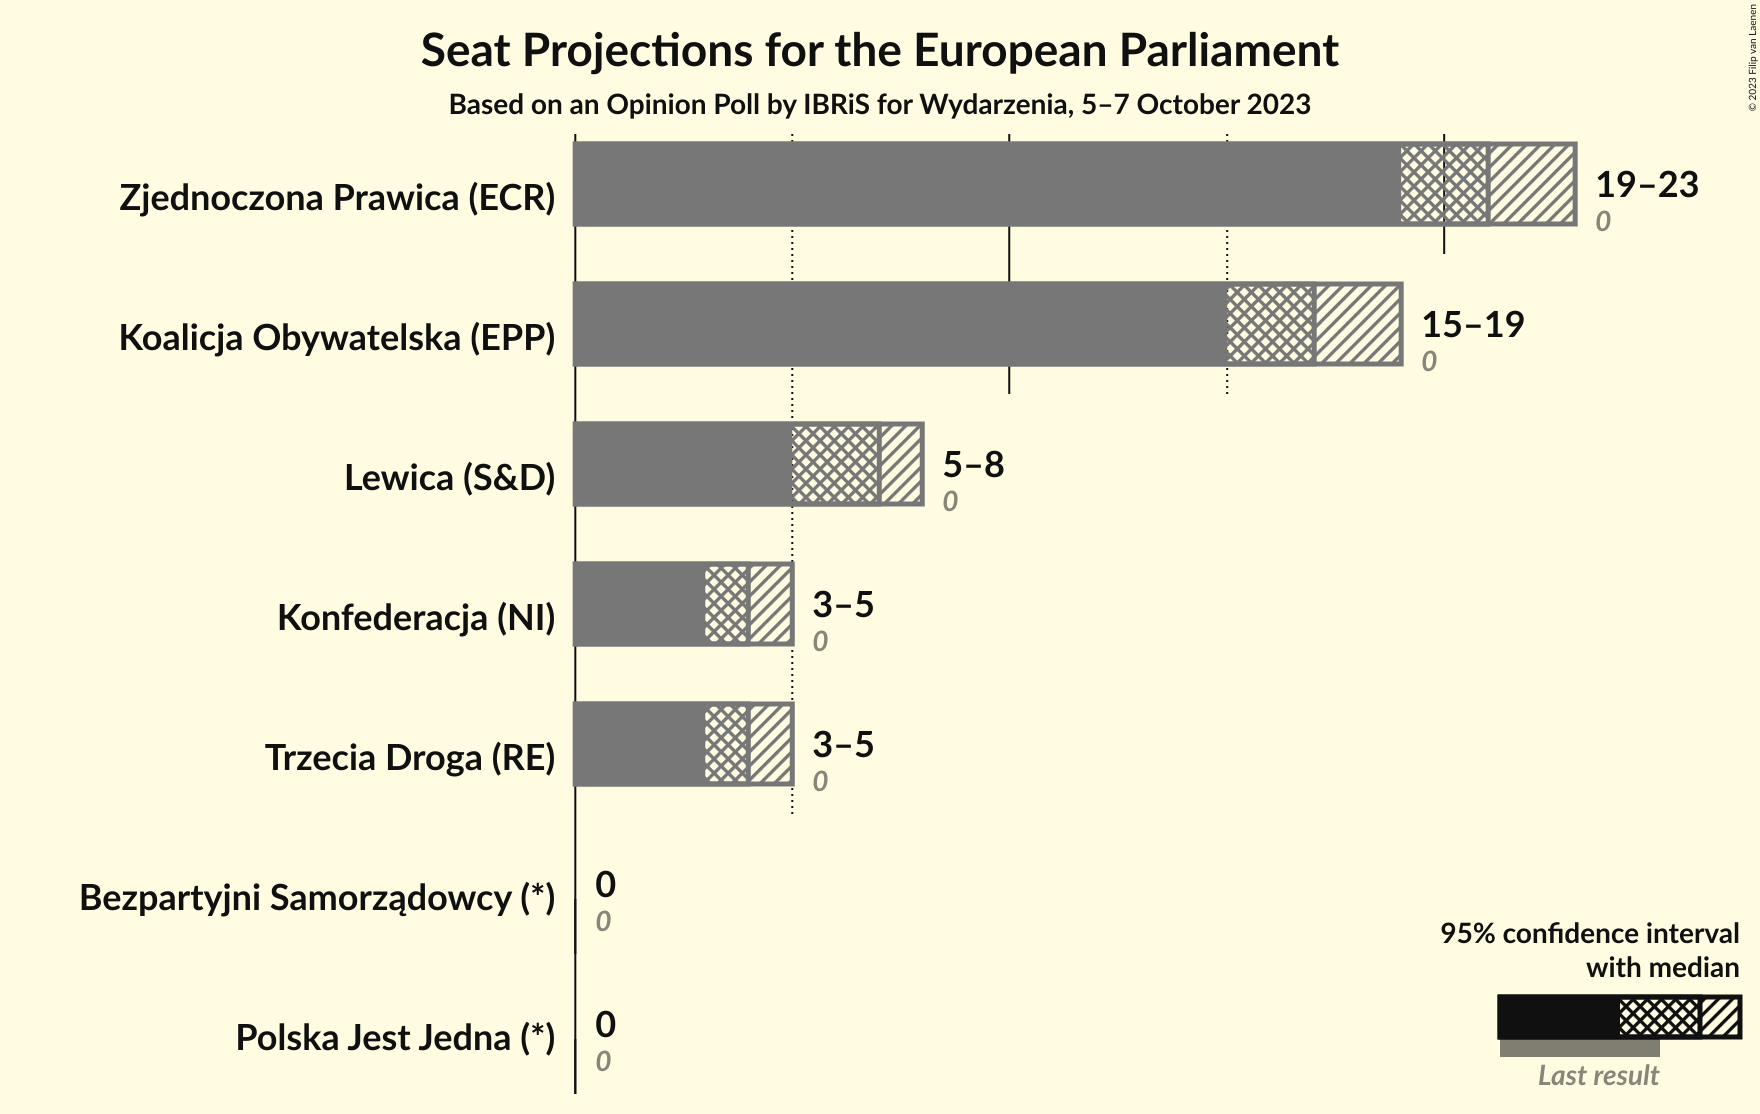 Seat Projections for the European Parliament
Based on an Opinion Poll by IBRiS for Wydarzenia, 5–7 October 2023
© 2023 Filip van Laenen
Zjednoczona Prawica (ECR)
19–23
0
Koalicja Obywatelska (EPP)
15–19
0
Lewica (S&D)
5–8
0
Konfederacja (NI)
3–5
0
Trzecia Droga (RE)
3–5
0
Bezpartyjni Samorządowcy (*)
0
0
Polska Jest Jedna (*)
0
0
95% confidence interval
with median
Last result